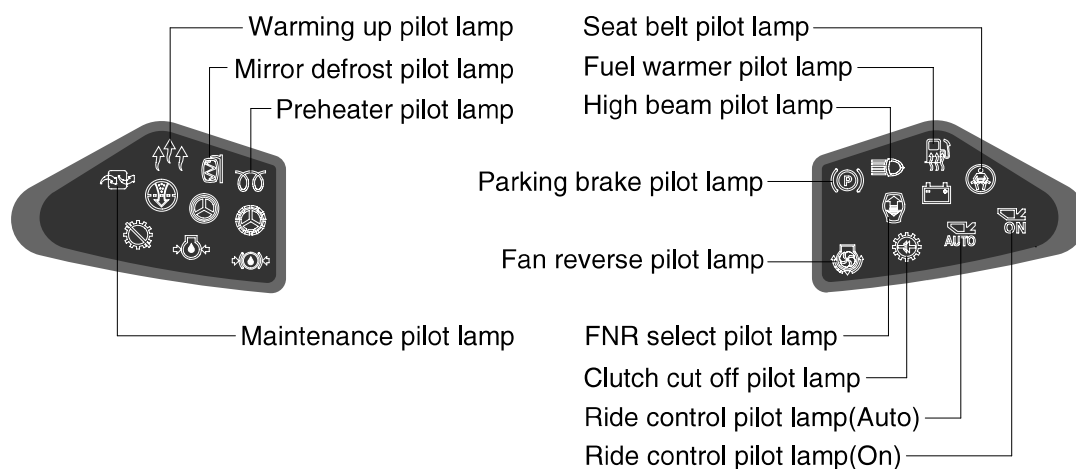 Warming up pilot lamp
Mirror defrost pilot lamp
Preheater pilot lamp
Maintenance pilot lamp
Seat belt pilot lamp
Fuel warmer pilot lamp
High beam pilot lamp
Parking brake pilot lamp
(P)
AUTO
ON
Fan reverse pilot lamp
FNR select pilot lamp
Clutch cut off pilot lamp
Ride control pilot lamp(Auto)
Ride control pilot lamp(On)